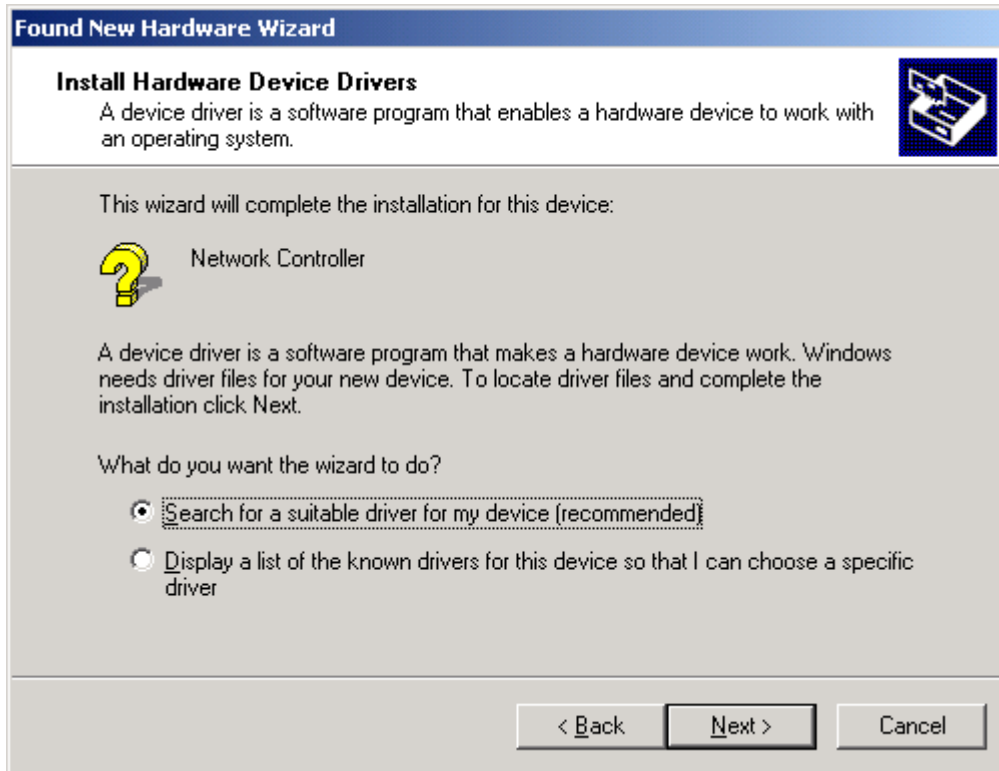 Found New Hardware Wizard
Install Hardware Device Drivers
A device driver is a software program that enables a hardware device to work with
an operating system.
This wizard will complete the installation for this device:
Network Controller
A device driver is a software program that makes a hardware device work. Windows
needs driver files for your new device. To locate driver files and complete the
installation click Next.
What do you want the wizard to do?
Search for a suitable driver for my device (recommended)
Display a list of the known drivers for this device so that I can choose a specific
driver
< Back
Next >
Cancel